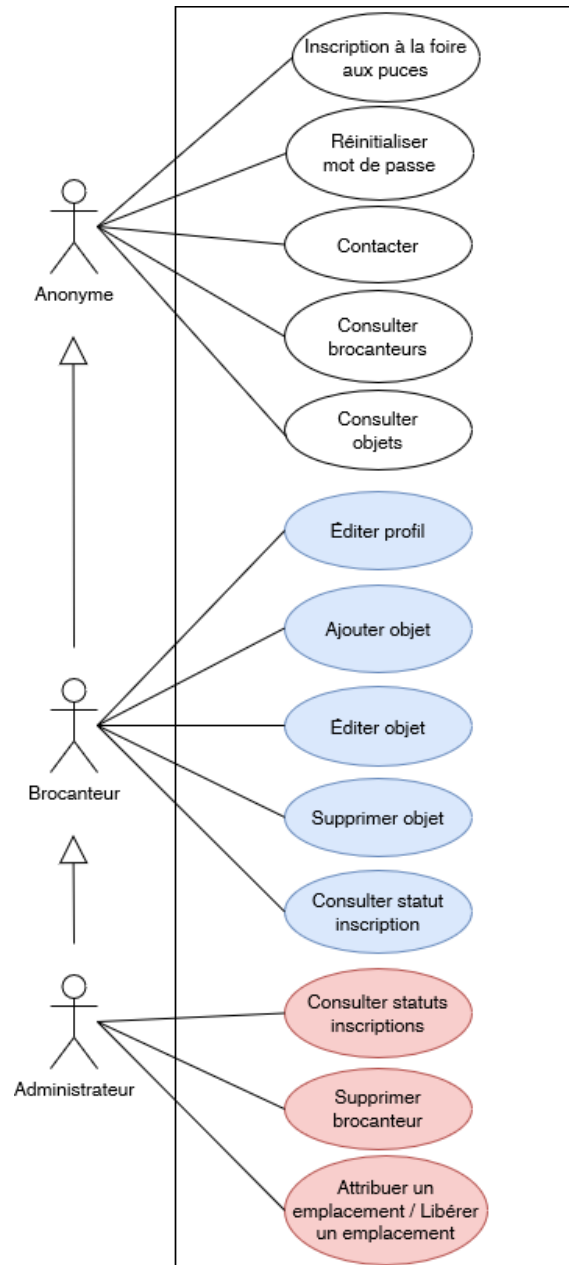 Inscription à la foire
aux puces
Réinitialiser
mot de passe
Contacter
Anonyme
Consulter
brocanteurs
Consulter
objets
Éditer profil
Ajouter objet
Éditer objet
Brocanteur
Supprimer objet
Consulter statut
inscription
Consulter statuts
inscriptions
Administrateur
Supprimer
brocanteur
Attribuer un
emplacement / Libérer
un emplacement